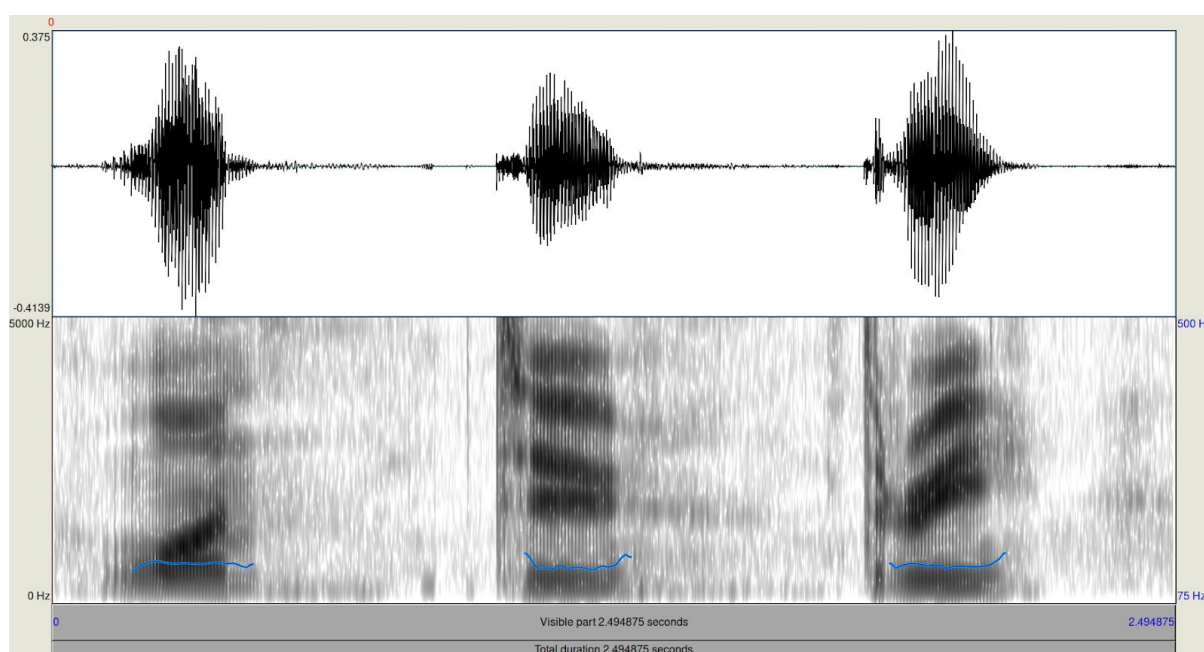 0
0.375
-0.4139
5000 Hz
500 Hz
0 Hz
75 Hz
0 Visible part 2.494875 seconds 2.494875
Total duration 2.494875 seconds